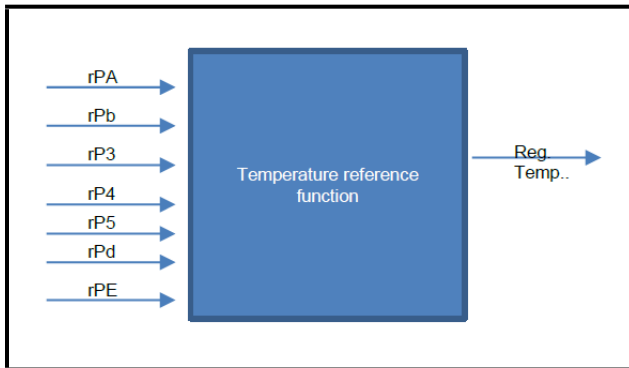 rPA
rPb
rP3
rP4
rP5
rPd
rPE
Temperature reference
function
Reg.
Temp..